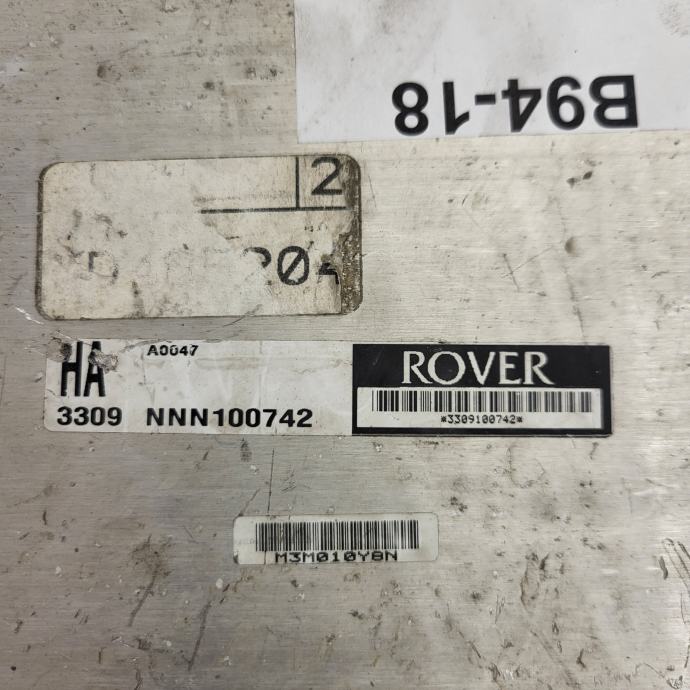 B94-18
2
HA
A0047
3309 NNN100742
ROVER
*3309100742*
M3M010Y8N